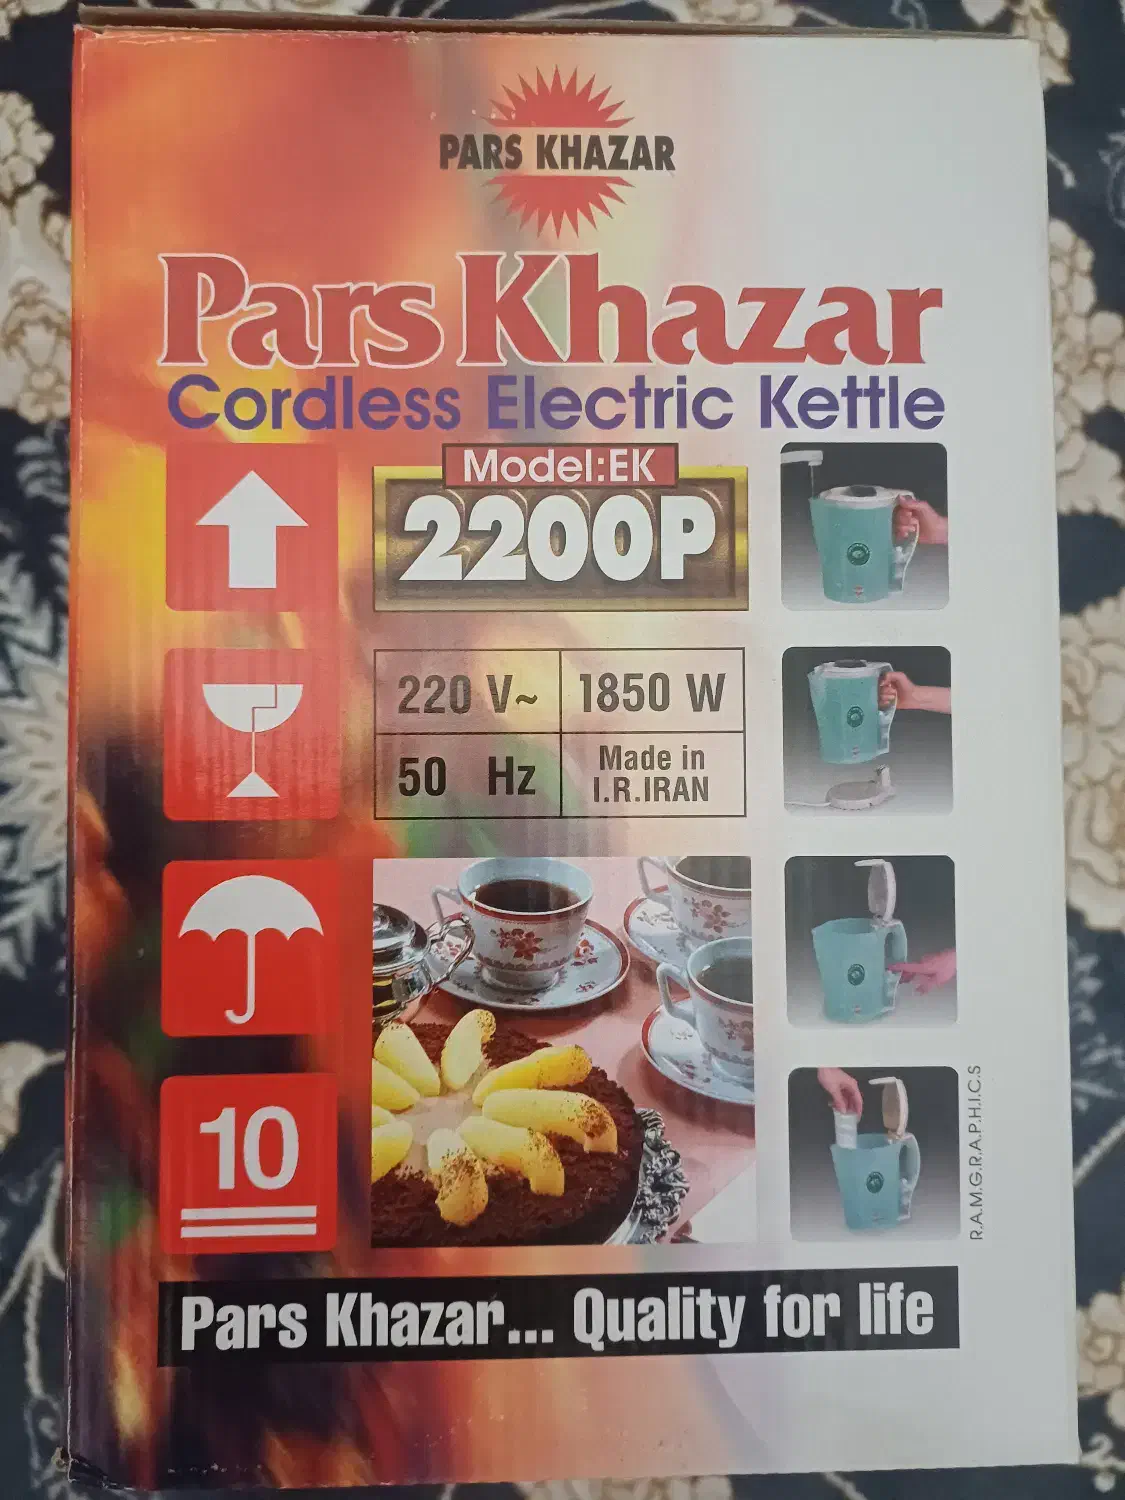 PARS KHAZAR
Pars Khazar
Cordless Electric Kettle
Model:EK
2200P
220 V~
1850 W
50 Hz
Made in
I.R.IRAN
10
R.A.M.G.R.A.P.H.I.C.S
Pars Khazar... Quality for life